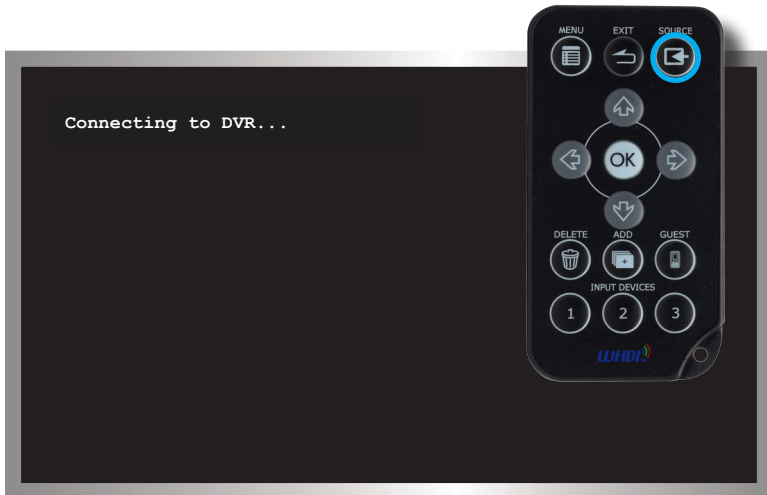 MENU EXIT SOURCE
Connecting to DVR...
OK
DELETE ADD GUEST
INPUT DEVICES
1 2 3
WHDI